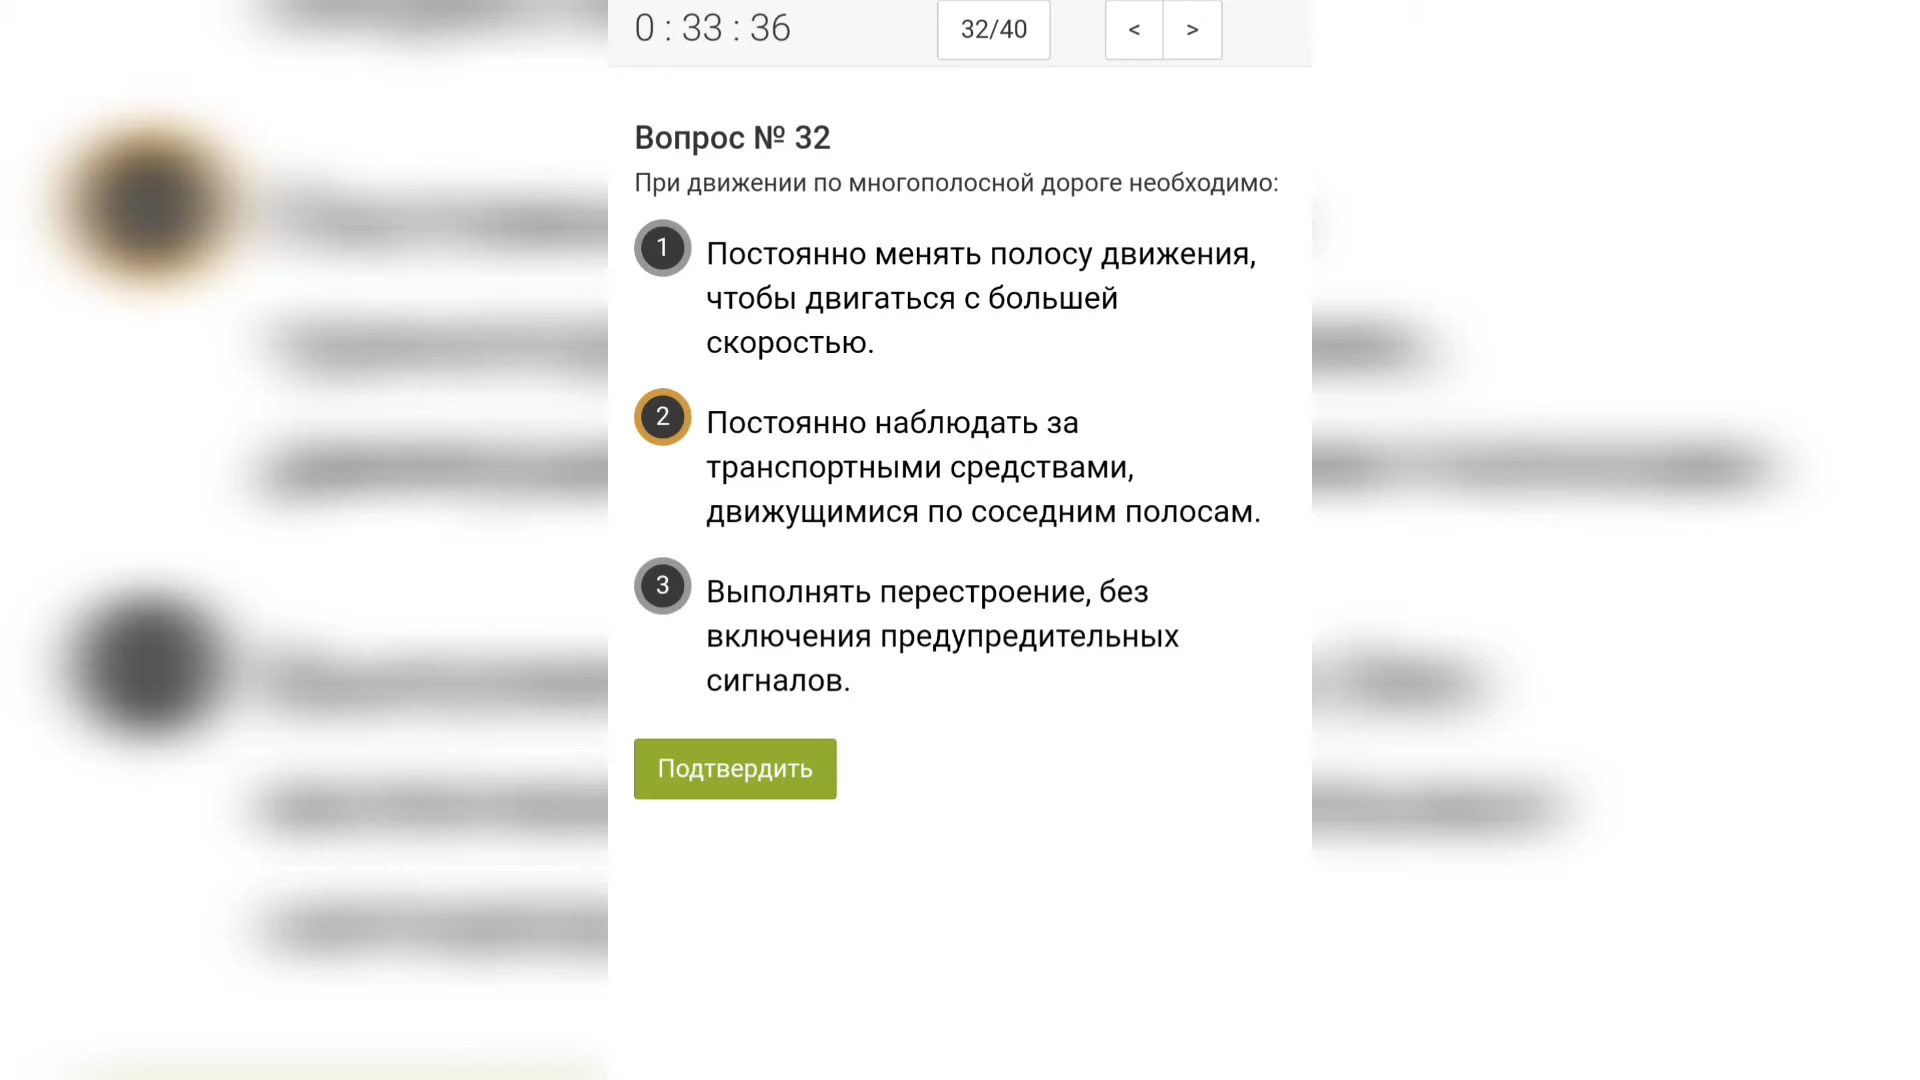 0 : 33 : 36 32/40 < >
Вопрос № 32
При движении по многополосной дороге необходимо:
1 Постоянно менять полосу движения,
чтобы двигаться с большей
скоростью.
2 Постоянно наблюдать за
транспортными средствами,
движущимися по соседним полосам.
3 Выполнять перестроение, без
включения предупредительных
сигналов.
Подтвердить